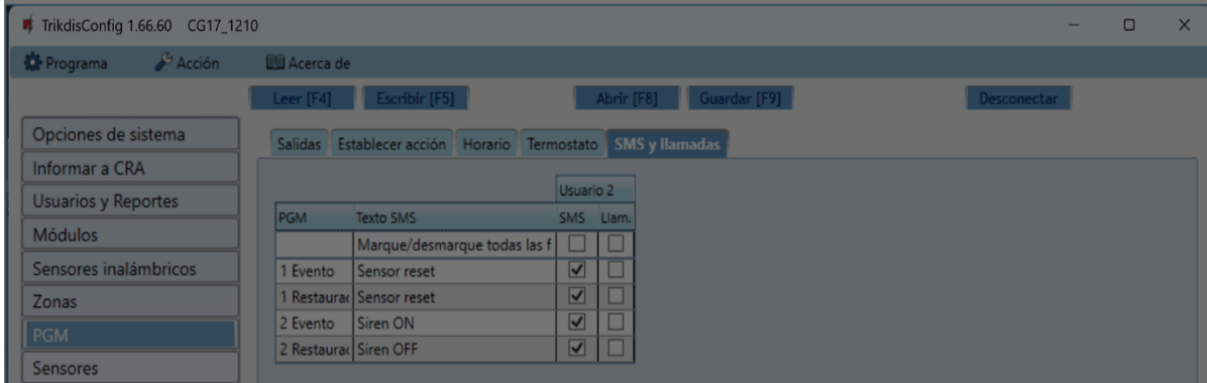 TrikdisConfig 1.66.60 CG17_1210
Programa Acción Acerca de
Leer [F4] Escribir [F5] Abrir [F8] Guardar [F9] Desconectar
Opciones de sistema
Informar a CRA
Usuarios y Reportes
Módulos
Sensores inalámbricos
Zonas
PGM
Sensores
Salidas Establecer acción Horario Termostato SMS y llamadas
Usuario 2
PGM Texto SMS SMS Llam.
Marque/desmarque todas las f
1 Evento Sensor reset
1 Restaurac Sensor reset
2 Evento Siren ON
2 Restaurac Siren OFF